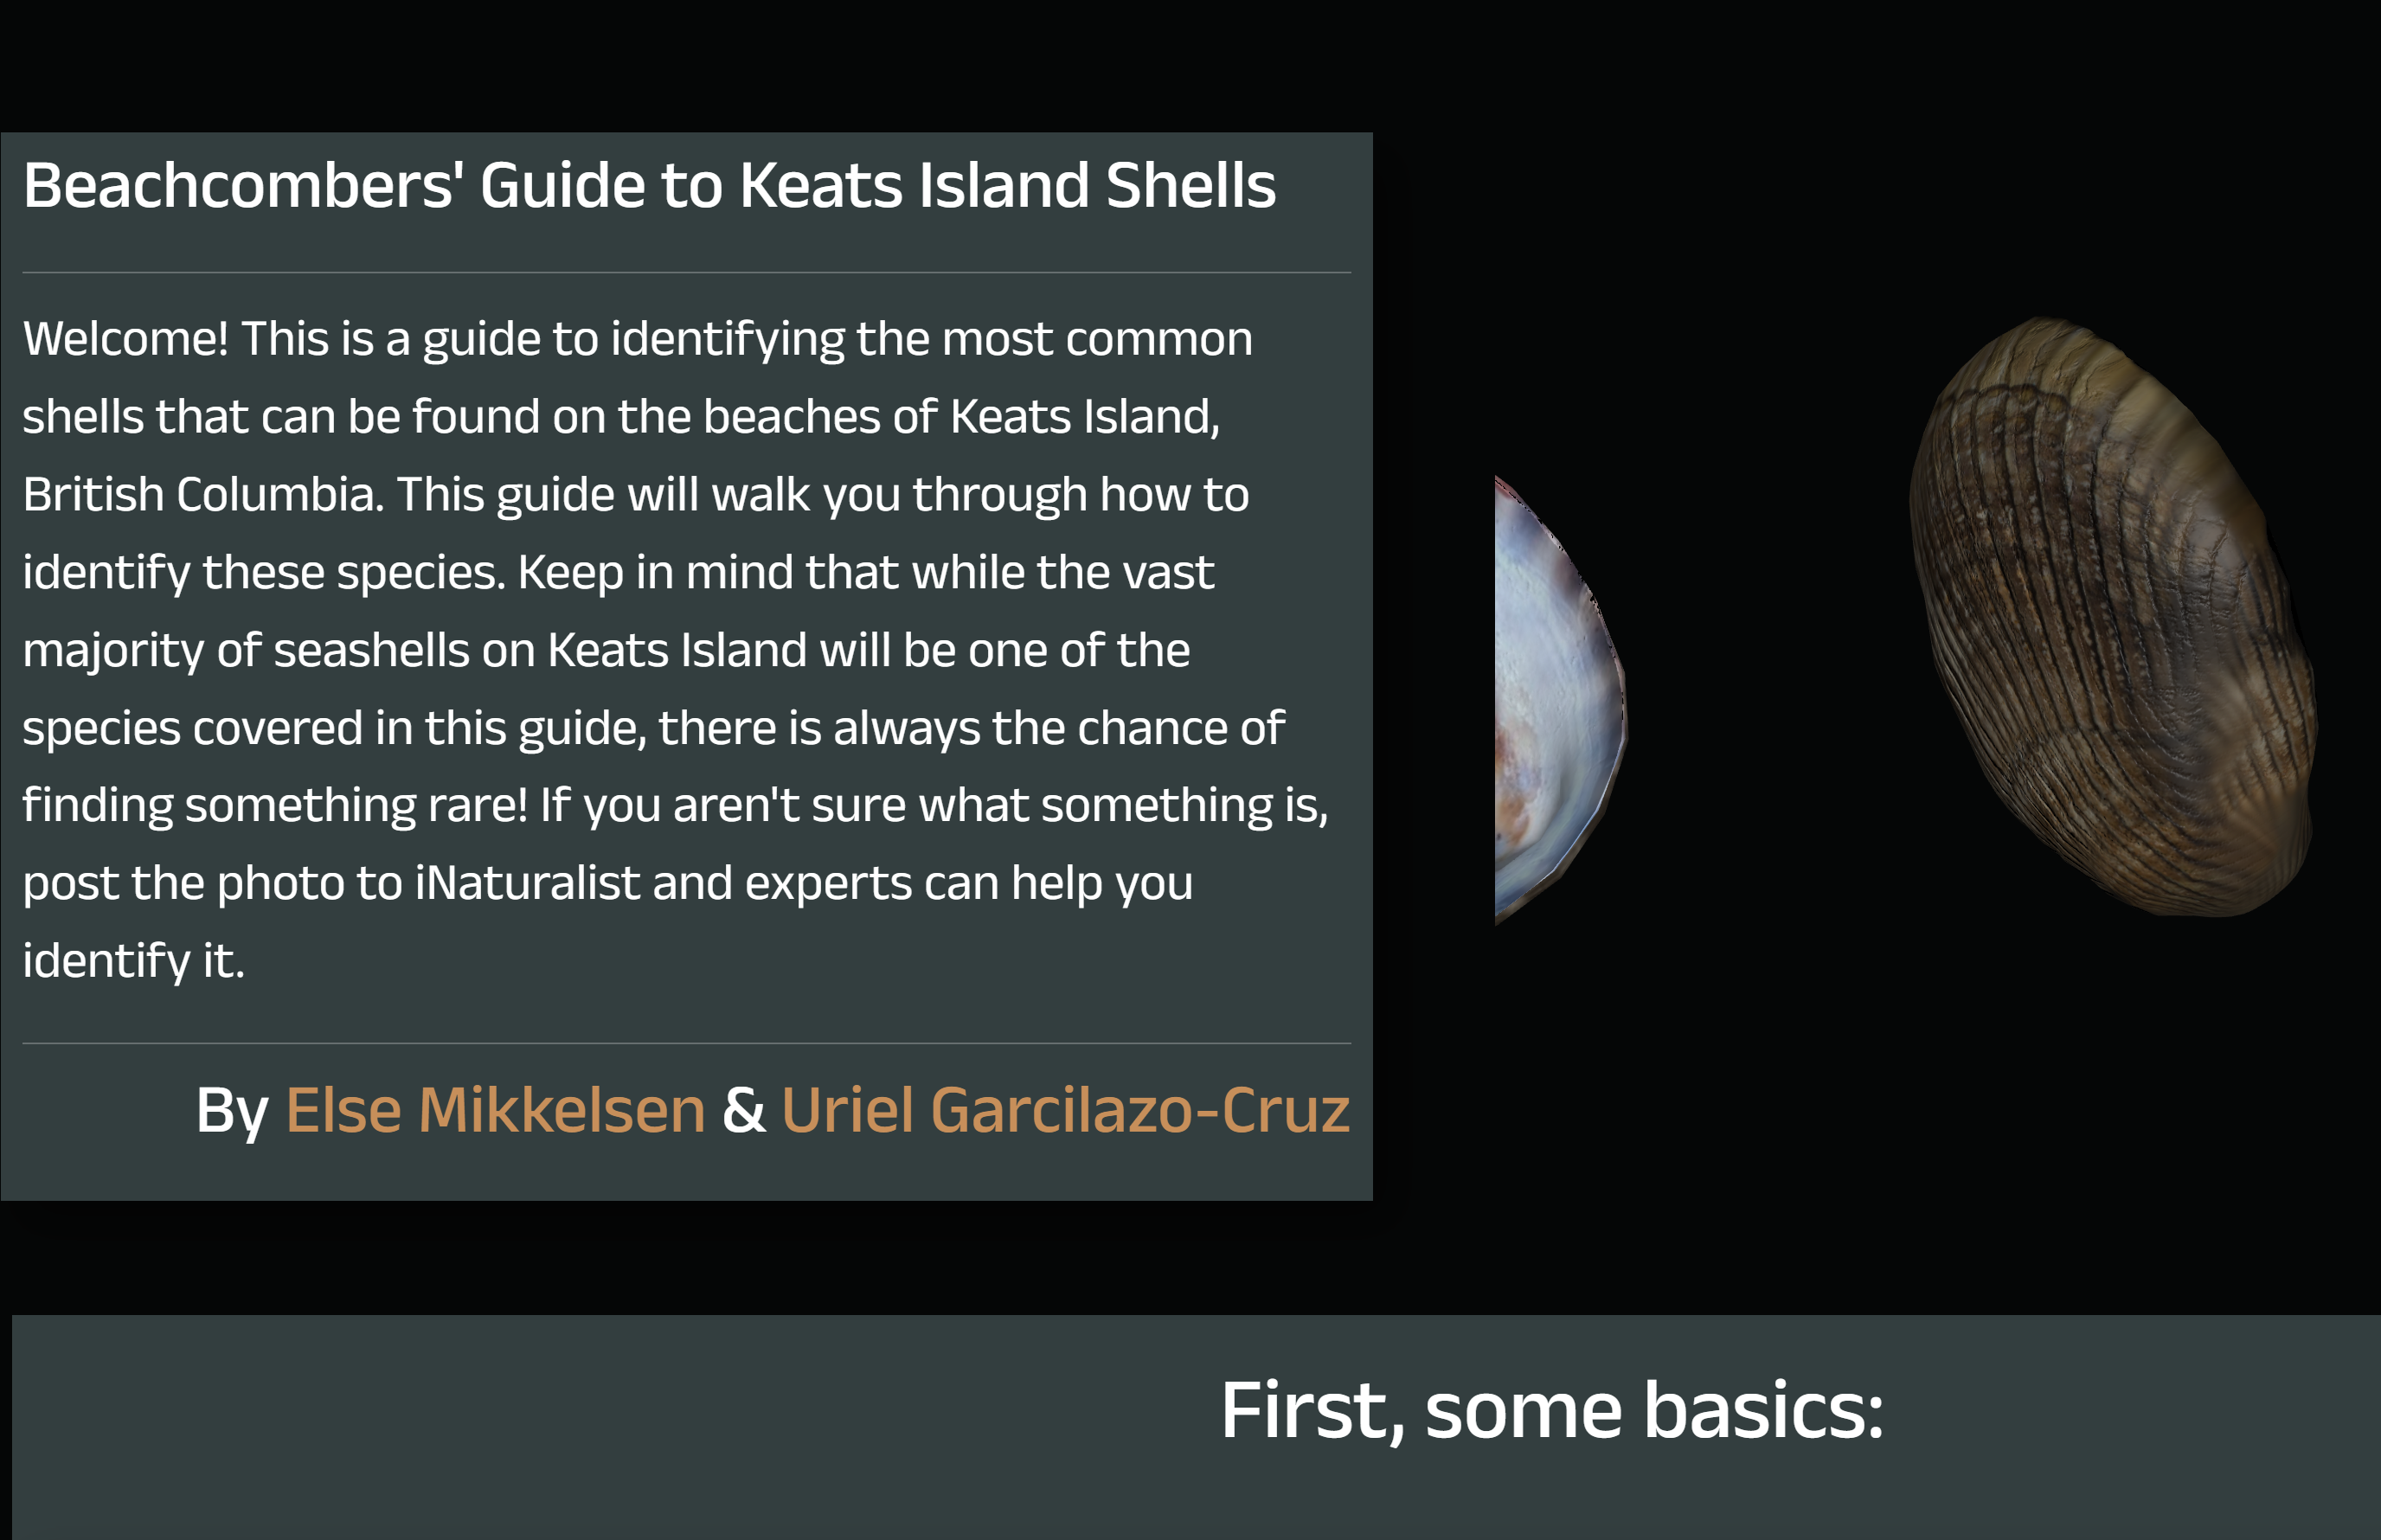 Beachcombers' Guide to Keats Island Shells
Welcome! This is a guide to identifying the most common
shells that can be found on the beaches of Keats Island,
British Columbia. This guide will walk you through how to
identify these species. Keep in mind that while the vast
majority of seashells on Keats Island will be one of the
species covered in this guide, there is always the chance of
finding something rare! If you aren't sure what something is,
post the photo to iNaturalist and experts can help you
identify it.
By Else Mikkelsen & Uriel Garcilazo-Cruz
First, some basics: